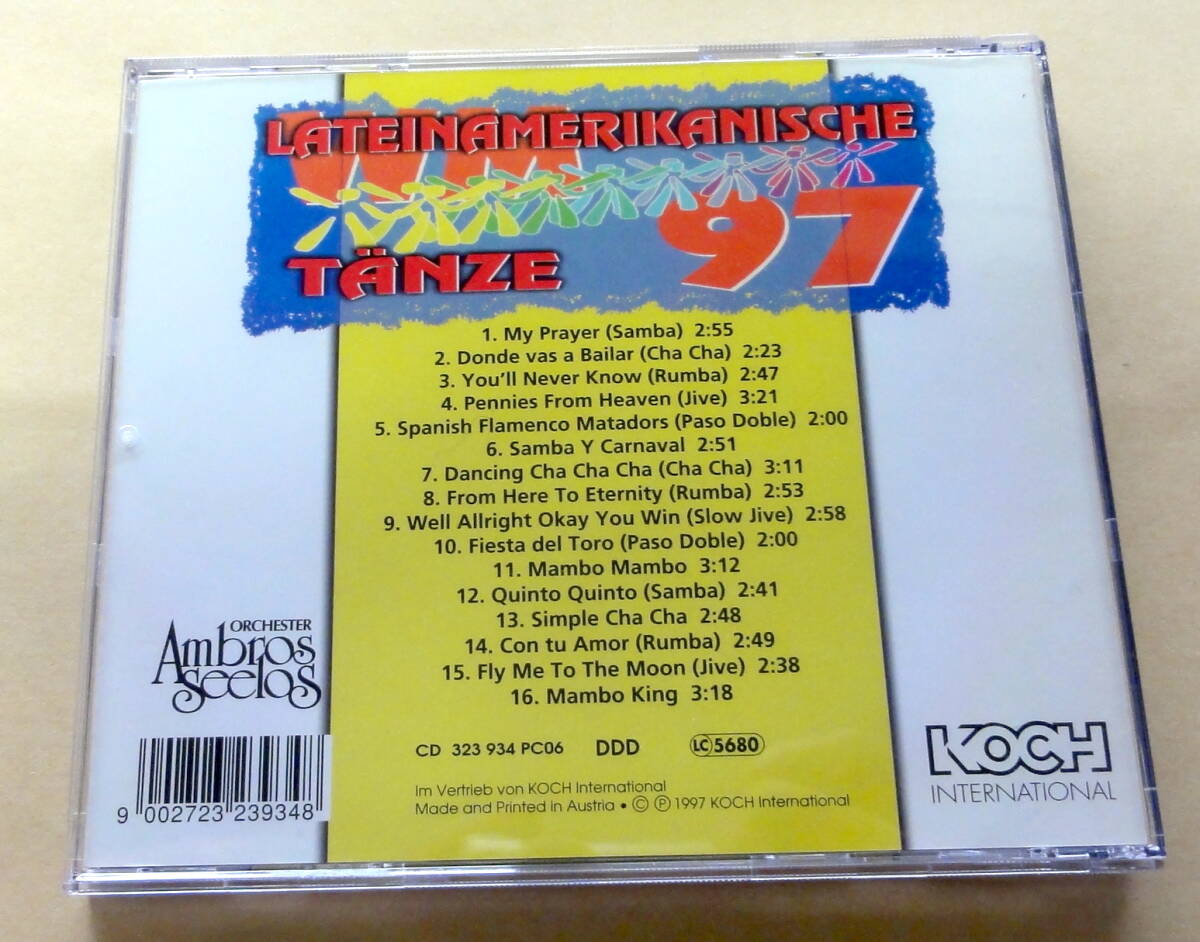 WM
LATEINAMERIKANISCHE
97
TÄNZE
1. My Prayer (Samba) 2:55
2. Donde vas a Bailar (Cha Cha) 2:23
3. You'll Never Know (Rumba) 2:47
4. Pennies From Heaven (Jive) 3:21
5. Spanish Flamenco Matadors (Paso Doble) 2:00
6. Samba Y Carnaval 2:51
7. Dancing Cha Cha Cha (Cha Cha) 3:11
8. From Here To Eternity (Rumba) 2:53
9. Well Allright Okay You Win (Slow Jive) 2:58
10. Fiesta del Toro (Paso Doble) 2:00
11. Mambo Mambo 3:12
12. Quinto Quinto (Samba) 2:41
13. Simple Cha Cha 2:48
14. Con tu Amor (Rumba) 2:49
15. Fly Me To The Moon (Jive) 2:38
16. Mambo King 3:18
ORCHESTER
Ambros
Seelos
CD 323 934 PC06 DDD LC 5680
Im Vertrieb von KOCH International
Made and Printed in Austria • © ℗ 1997 KOCH International
9 002723 239348
KOCH
INTERNATIONAL